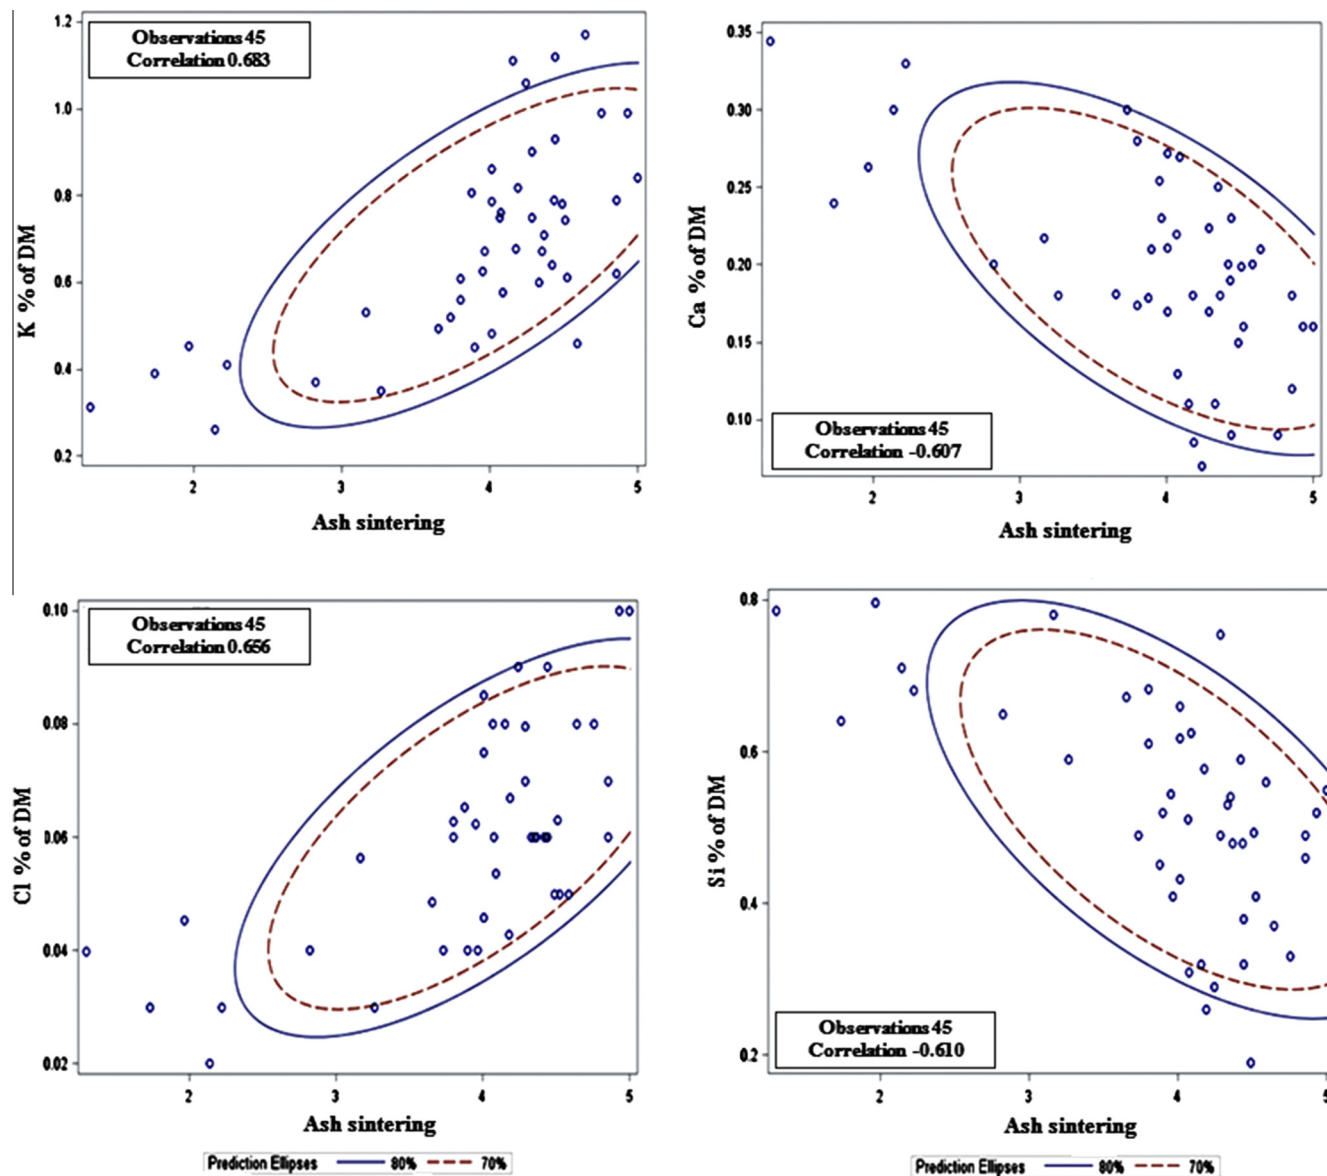 Observations 45
Correlation 0.683
1.2
1.0
0.8
0.6
0.4
0.2
K % of DM
2 3 4 5
Ash sintering
Observations 45
Correlation -0.607
0.35
0.30
0.25
0.20
0.15
0.10
Ca % of DM
2 3 4 5
Ash sintering
Observations 45
Correlation 0.656
0.10
0.08
0.06
0.04
0.02
Cl % of DM
2 3 4 5
Ash sintering
Prediction Ellipses 80% 70%
Observations 45
Correlation -0.610
0.8
0.6
0.4
0.2
Si % of DM
2 3 4 5
Ash sintering
Prediction Ellipses 80% 70%